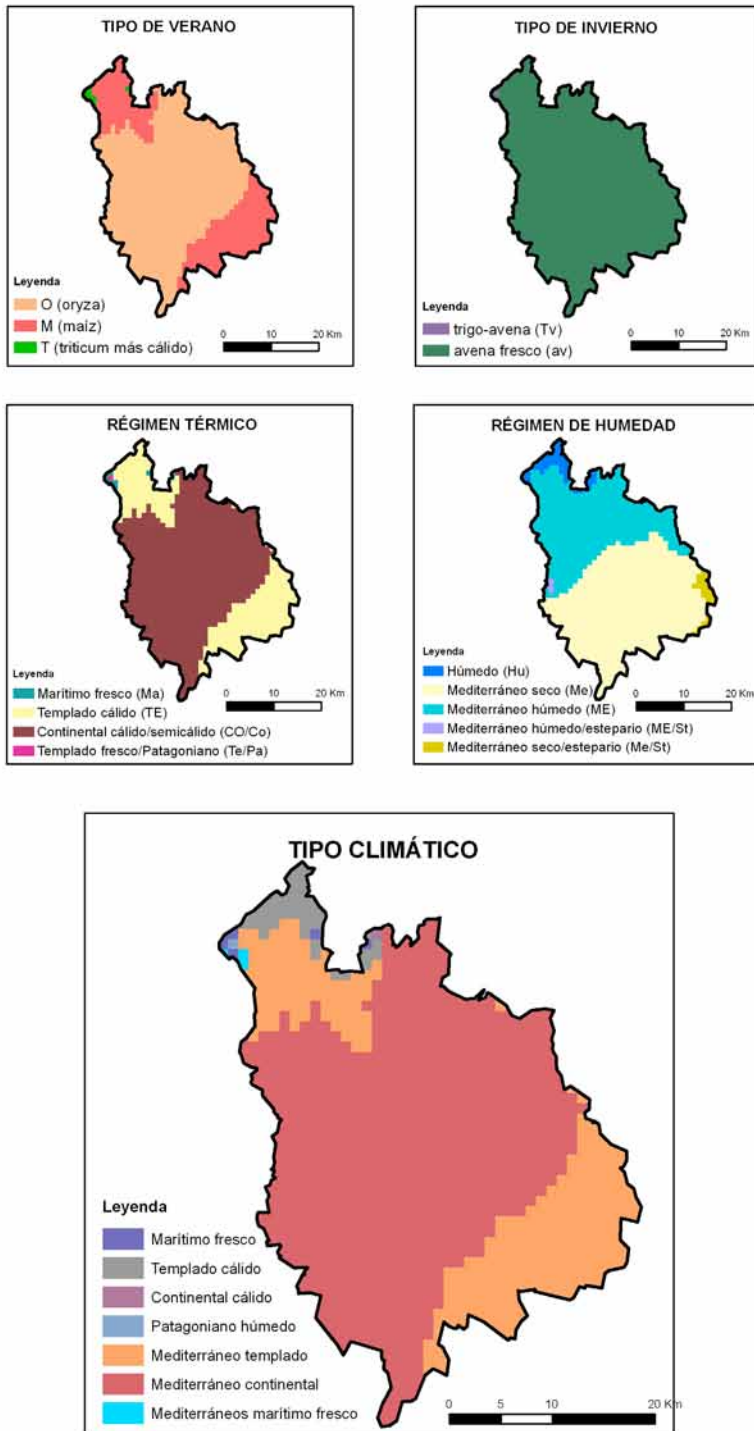 TIPO DE VERANO
Leyenda
O (oryza)
M (maíz)
T (triticum más cálido)
0 10 20 Km
TIPO DE INVIERNO
Leyenda
trigo-avena (Tv)
avena fresco (av)
0 10 20 Km
RÉGIMEN TÉRMICO
Leyenda
Marítimo fresco (Ma)
Templado cálido (TE)
Continental cálido/semicálido (CO/Co)
Templado fresco/Patagoniano (Te/Pa)
0 10 20 Km
RÉGIMEN DE HUMEDAD
Leyenda
Húmedo (Hu)
Mediterráneo seco (Me)
Mediterráneo húmedo (ME)
Mediterráneo húmedo/estepario (ME/St)
Mediterráneo seco/estepario (Me/St)
0 10 20 Km
TIPO CLIMÁTICO
Leyenda
Marítimo fresco
Templado cálido
Continental cálido
Patagoniano húmedo
Mediterráneo templado
Mediterráneo continental
Mediterráneos marítimo fresco
0 5 10 20 Km